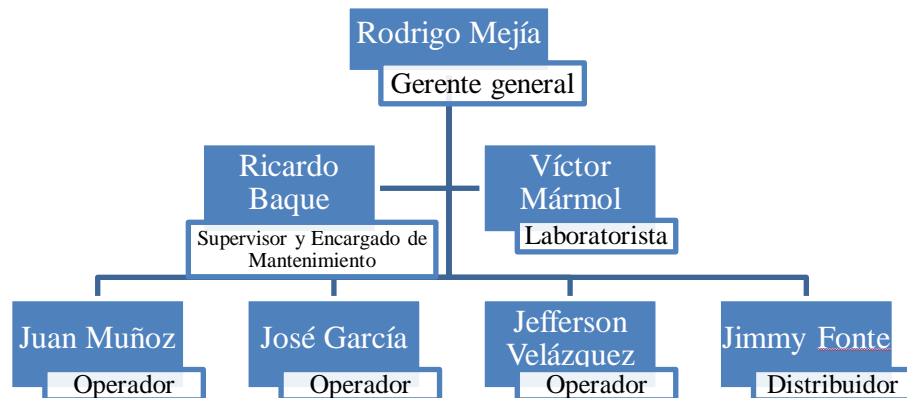 Rodrigo Mejía
Gerente general
Ricardo
Baque
Supervisor y Encargado de
Mantenimiento
Víctor
Mármol
Laboratorista
Juan Muñoz
Operador
José García
Operador
Jefferson
Velázquez
Operador
Jimmy Fonte
Distribuidor